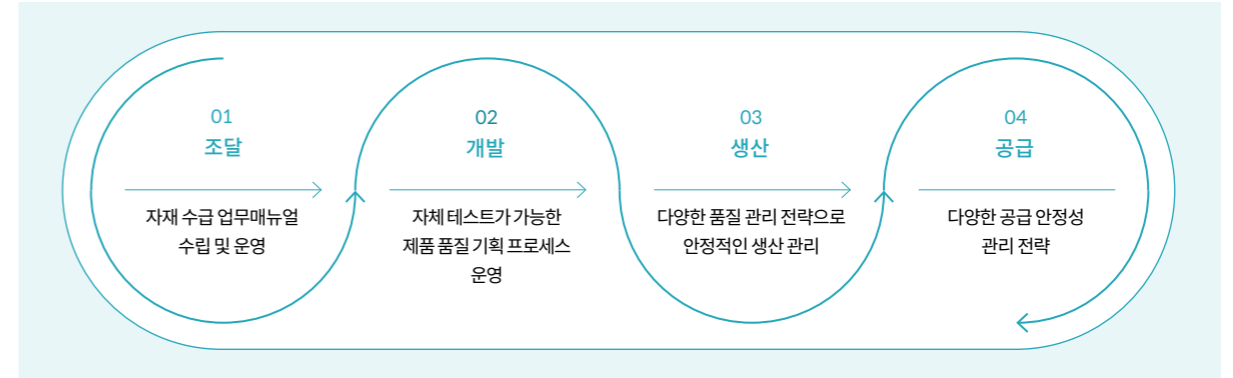 01
조달
자재 수급 업무매뉴얼
수립 및 운영
02
개발
자체 테스트가 가능한
제품 품질 기획 프로세스
운영
03
생산
다양한 품질 관리 전략으로
안정적인 생산 관리
04
공급
다양한 공급 안정성
관리 전략